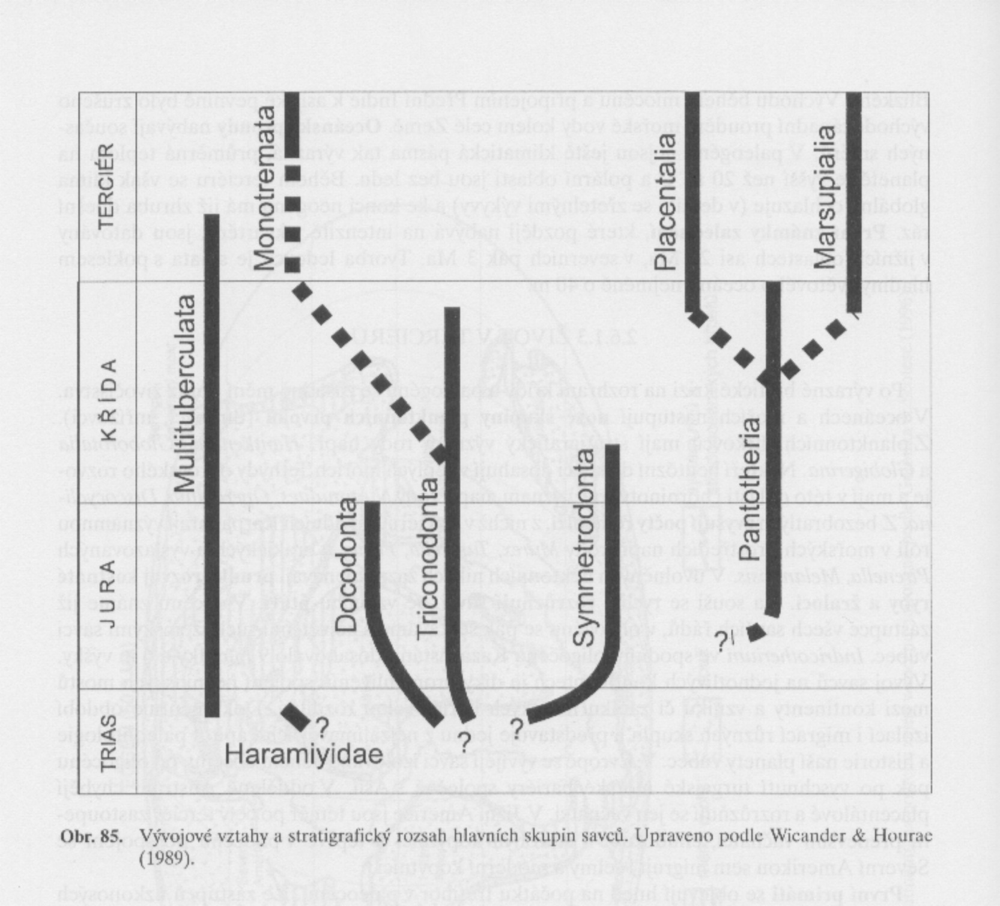 TERCIÉR
KŘÍDA
JURA
TRIAS
Multituberculata
Monotremata
Haramiyidae
?
Docodonta
Triconodonta
?
Symmetrodonta
?
Placentalia
Pantotheria
?
Marsupialia
Obr. 85. Vývojové vztahy a stratigrafický rozsah hlavních skupin savců. Upraveno podle Wicander & Hourae
(1989).